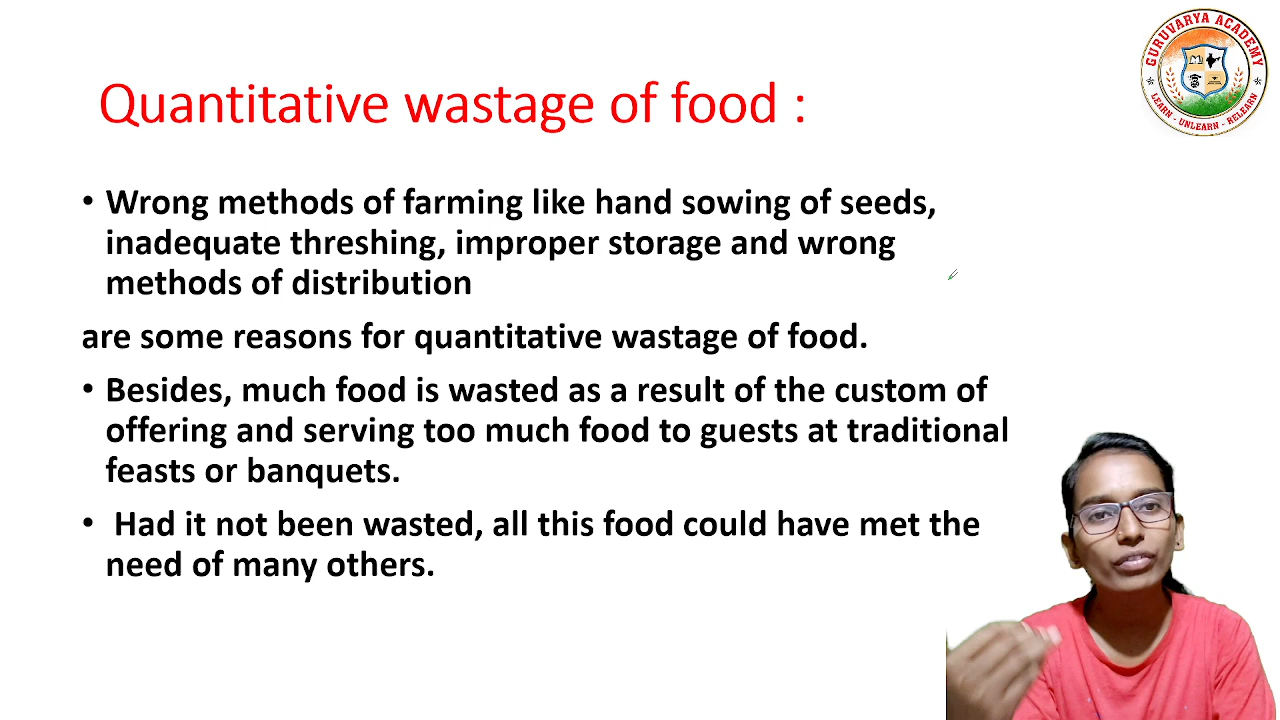 GURUVARYA ACADEMY
LEARN - UNLEARN - RELEARN
Quantitative wastage of food :
• Wrong methods of farming like hand sowing of seeds,
inadequate threshing, improper storage and wrong
methods of distribution
are some reasons for quantitative wastage of food.
• Besides, much food is wasted as a result of the custom of
offering and serving too much food to guests at traditional
feasts or banquets.
• Had it not been wasted, all this food could have met the
need of many others.